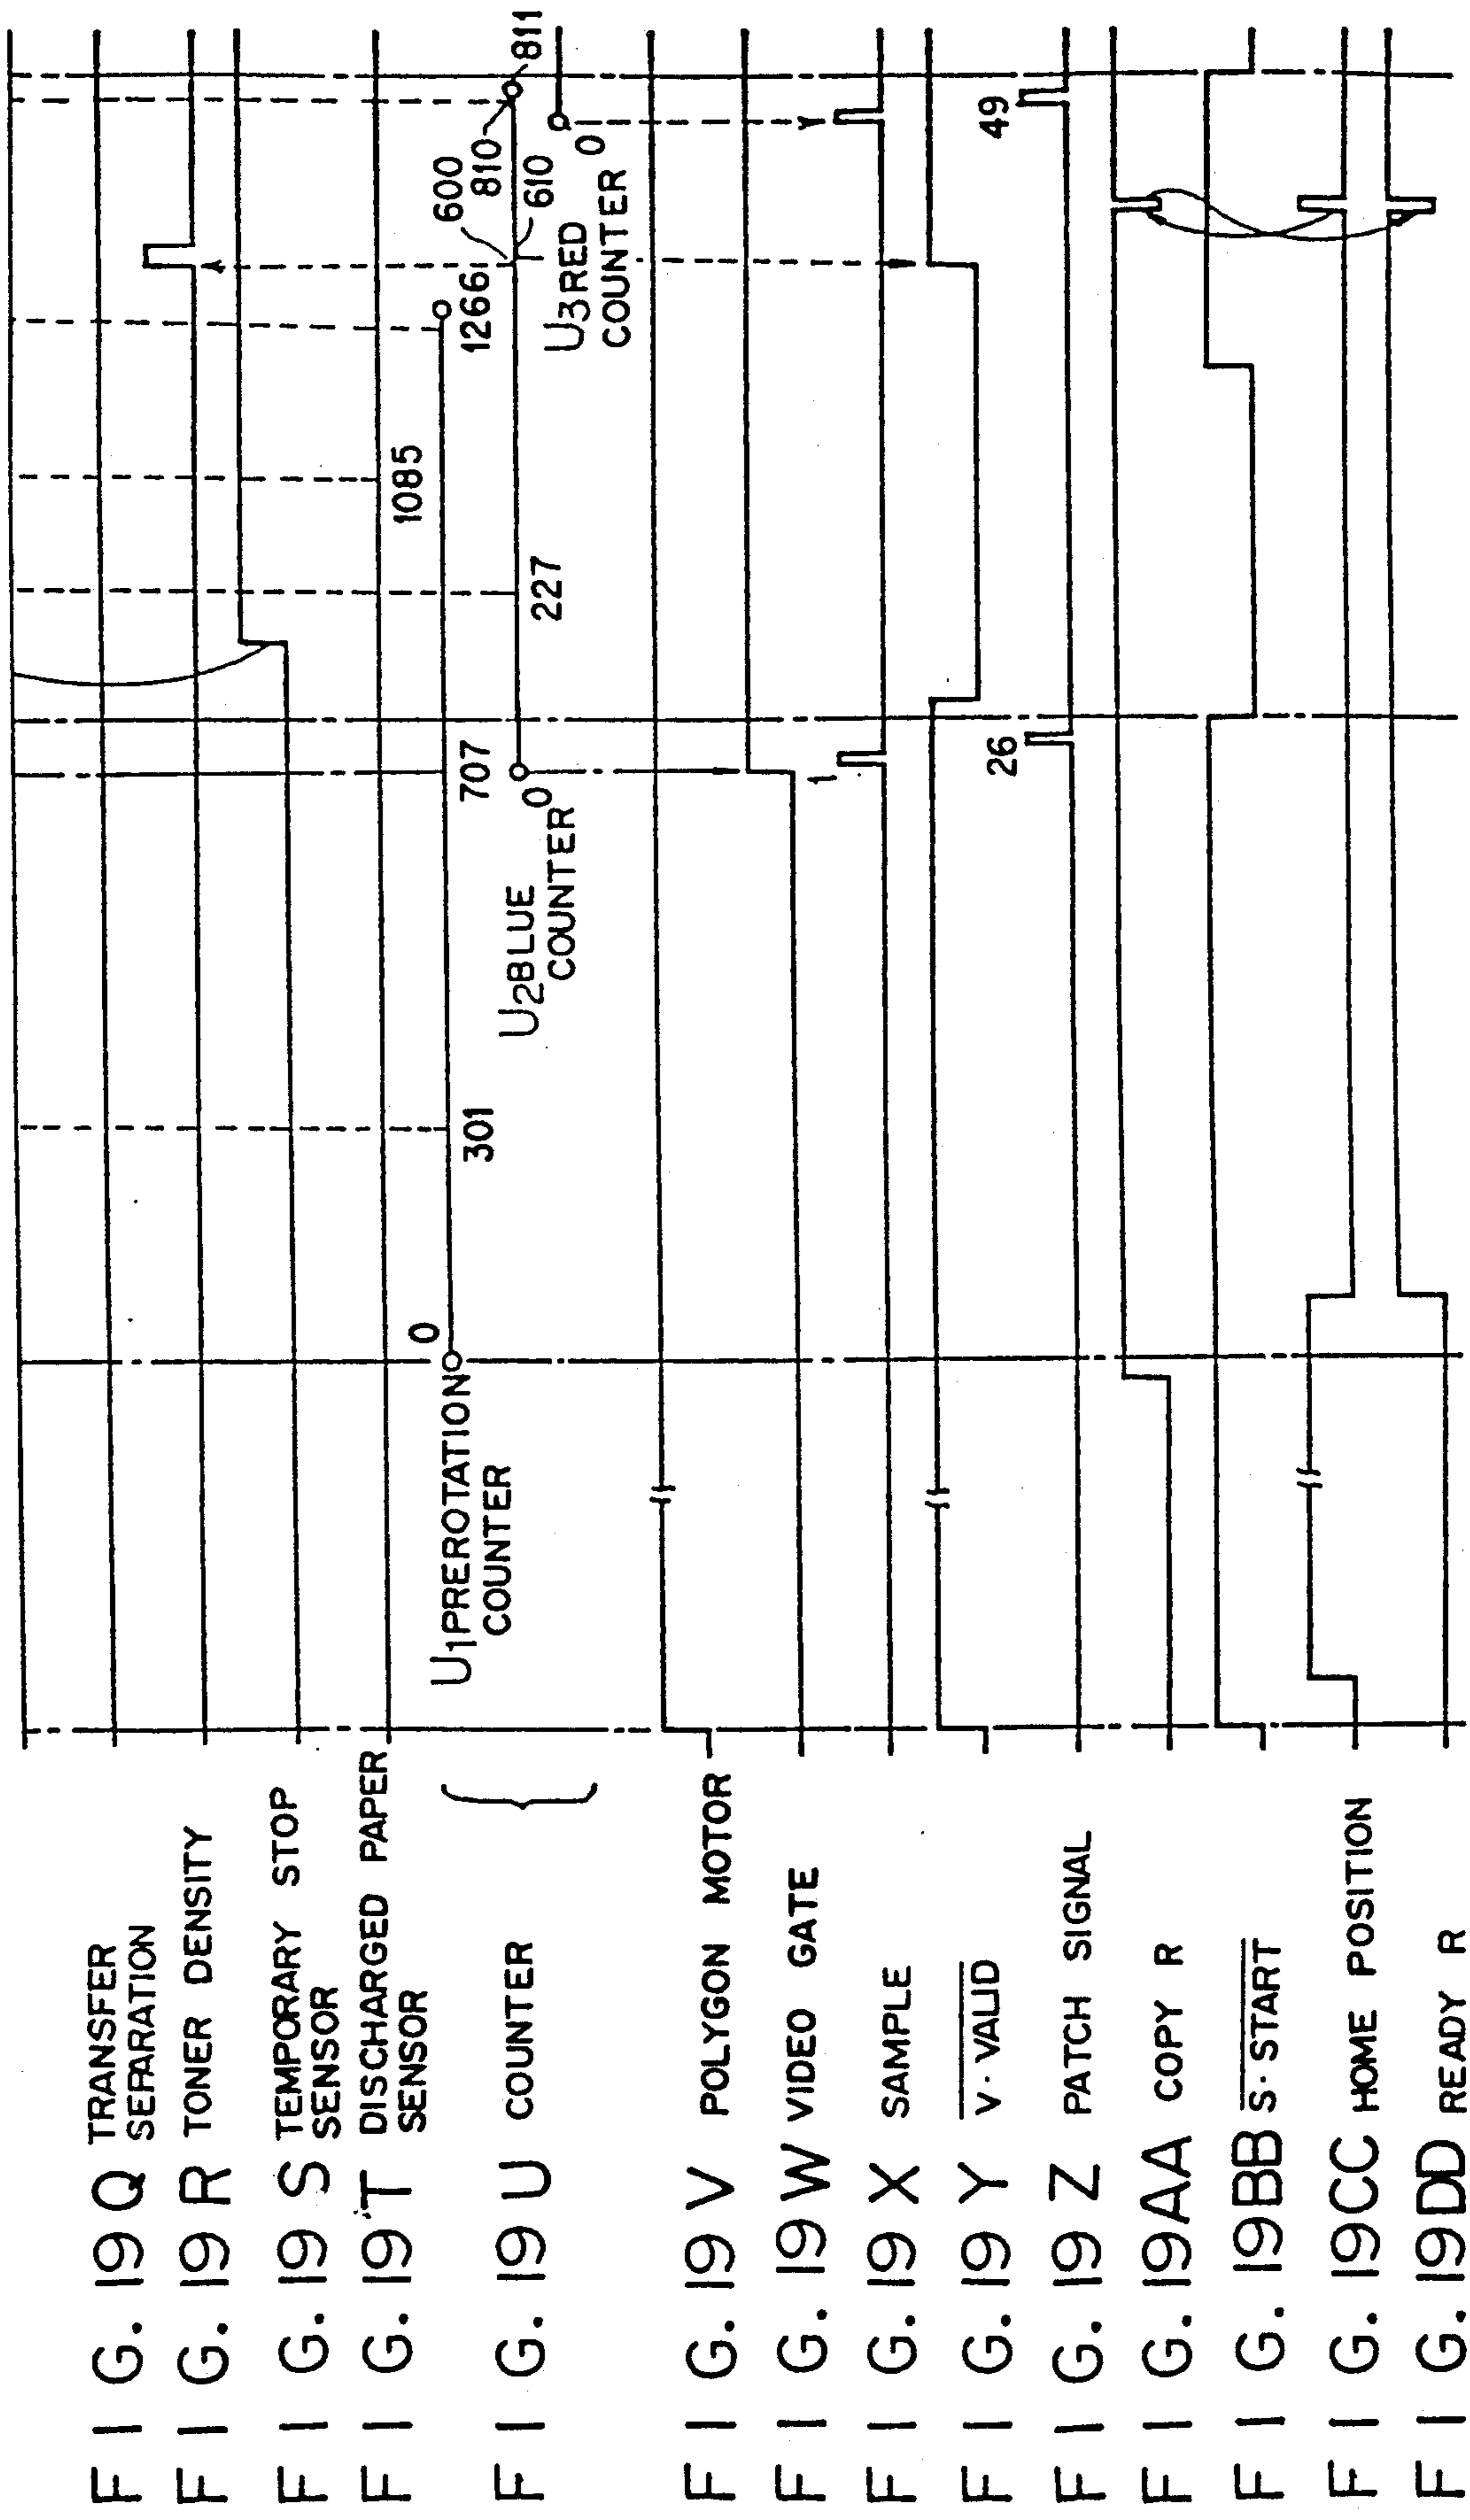 FIG. 19Q TRANSFER
SEPARATION
FIG. 19R TONER DENSITY
FIG. 19S TEMPORARY STOP
SENSOR
FIG. 19T DISCHARGED PAPER
SENSOR
FIG. 19U COUNTER
U1 PREROTATION
COUNTER
0
301
707
1085
1266
U2 BLUE
COUNTER
0
227
600
610
810
811
U3 RED
COUNTER
0
FIG. 19V POLYGON MOTOR
FIG. 19W VIDEO GATE
FIG. 19X SAMPLE
1
FIG. 19Y V·VALID
FIG. 19Z PATCH SIGNAL
26
49
FIG. 19AA COPY R
FIG. 19BB S·START
FIG. 19CC HOME POSITION
FIG. 19DD READY R